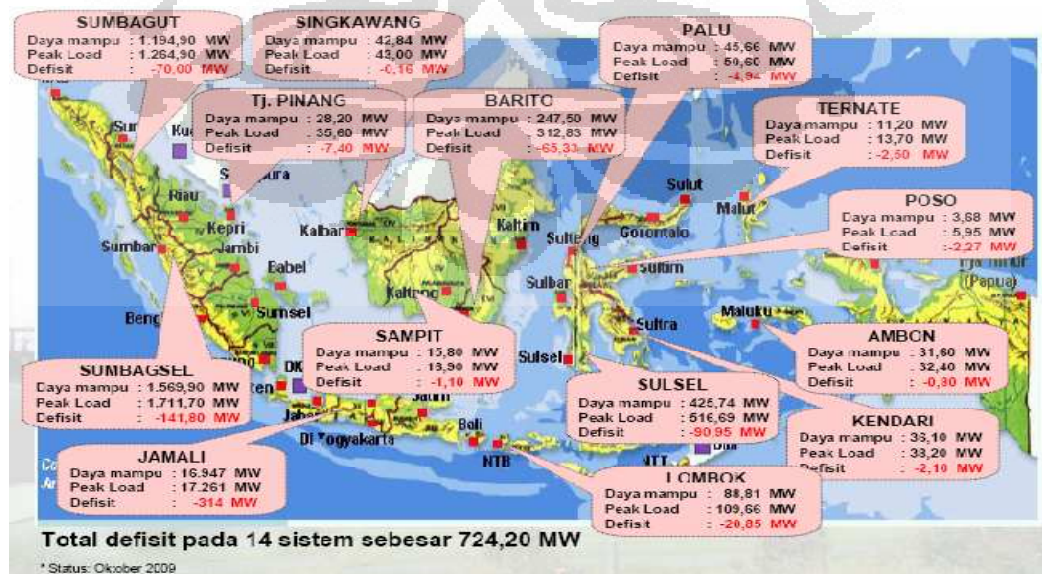 SUMBAGUT
Daya mampu : 1.194,90 MW
Peak Load : 1.264,90 MW
Defisit : -70,00 MW
SINGKAWANG
Daya mampu : 42,84 MW
Peak Load : 43,00 MW
Defisit : -0,16 MW
PALU
Daya mampu : 45,66 MW
Peak Load : 50,60 MW
Defisit : -4,94 MW
Tj. PINANG
Daya mampu : 28,20 MW
Peak Load : 35,60 MW
Defisit : -7,40 MW
BARITO
Daya mampu : 247,50 MW
Peak Load : 312,83 MW
Defisit : -65,33 MW
TERNATE
Daya mampu : 11,20 MW
Peak Load : 13,70 MW
Defisit : -2,50 MW
POSO
Daya mampu : 3,68 MW
Peak Load : 5,95 MW
Defisit : -2,27 MW
Riau
Kepri
Sumbar
Jambi
Babel
Sumsel
Kalbar
Kaltim
Kalteng
Sulut
Gorontalo
Sulteng
Sultim
Sulbar
Sultra
Sulsel
Malut
Maluku
(Papua)
SAMPIT
Daya mampu : 15,80 MW
Peak Load : 16,90 MW
Defisit : -1,10 MW
AMBON
Daya mampu : 31,60 MW
Peak Load : 32,40 MW
Defisit : -0,80 MW
SUMBAGSEL
Daya mampu : 1.569,90 MW
Peak Load : 1.711,70 MW
Defisit : -141,80 MW
SULSEL
Daya mampu : 425,74 MW
Peak Load : 516,69 MW
Defisit : -90,95 MW
KENDARI
Daya mampu : 36,10 MW
Peak Load : 38,20 MW
Defisit : -2,10 MW
Bali
DI Yogyakarta
NTB
NTT
JAMALI
Daya mampu : 16.947 MW
Peak Load : 17.261 MW
Defisit : -314 MW
LOMBOK
Daya mampu : 88,81 MW
Peak Load : 109,66 MW
Defisit : -20,85 MW
Total defisit pada 14 sistem sebesar 724,20 MW
* Status: Oktober 2009